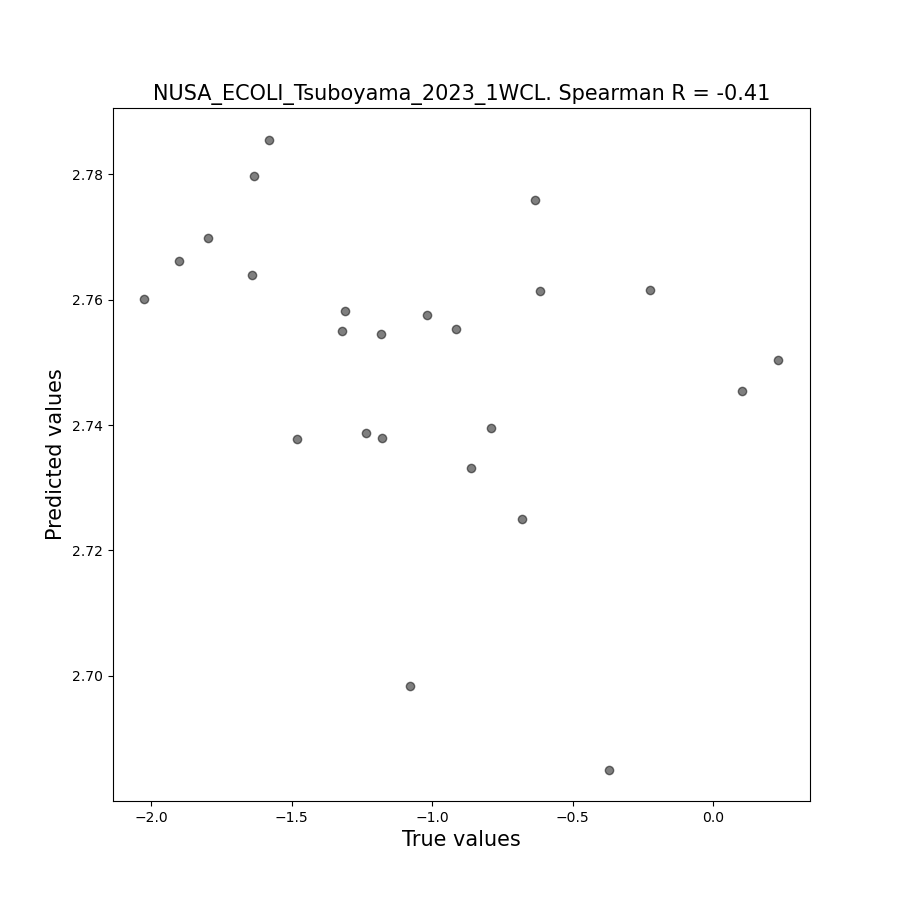 NUSA_ECOLI_Tsuboyama_2023_1WCL. Spearman R = -0.41
2.78
2.76
2.74
2.72
2.70
Predicted values
−2.0 −1.5 −1.0 −0.5 0.0
True values